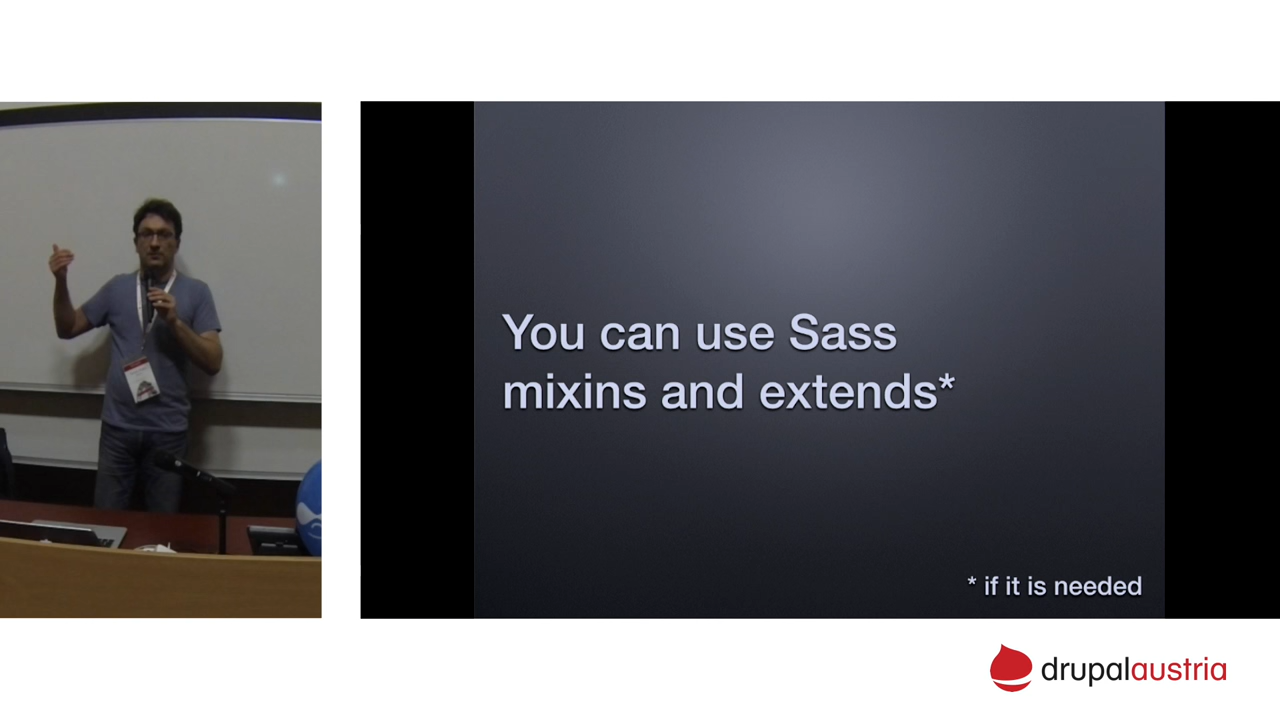 You can use Sass
mixins and extends*
* if it is needed
drupalaustria